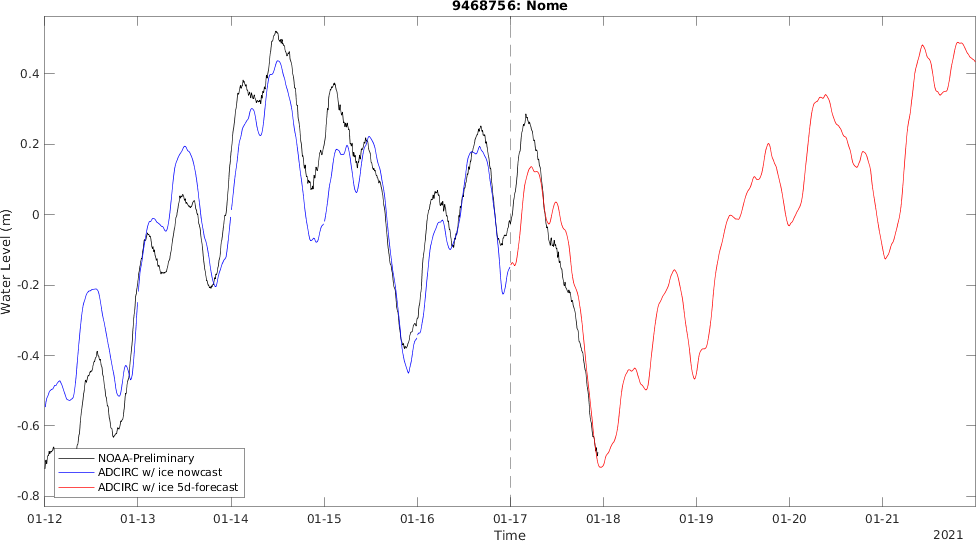 9468756: Nome
0.4
0.2
0
-0.2
-0.4
-0.6
-0.8
Water Level (m)
NOAA-Preliminary
ADCIRC w/ ice nowcast
ADCIRC w/ ice 5d-forecast
01-12 01-13 01-14 01-15 01-16 01-17 01-18 01-19 01-20 01-21
Time
2021